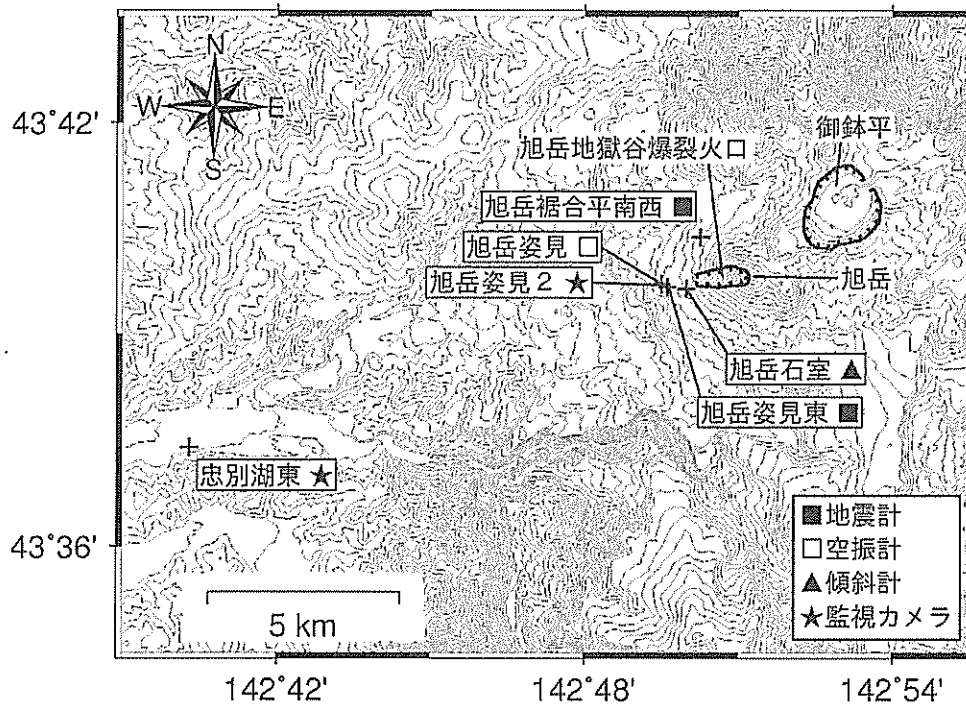 N
W E
S
43°42'
御鉢平
旭岳地獄谷爆裂火口
旭岳裾合平南西 ■
旭岳姿見 □
旭岳姿見2 ★
旭岳
旭岳石室 ▲
旭岳姿見東 ■
忠別湖東 ★
43°36'
■地震計
□空振計
▲傾斜計
★監視カメラ
5 km
142°42'
142°48'
142°54'